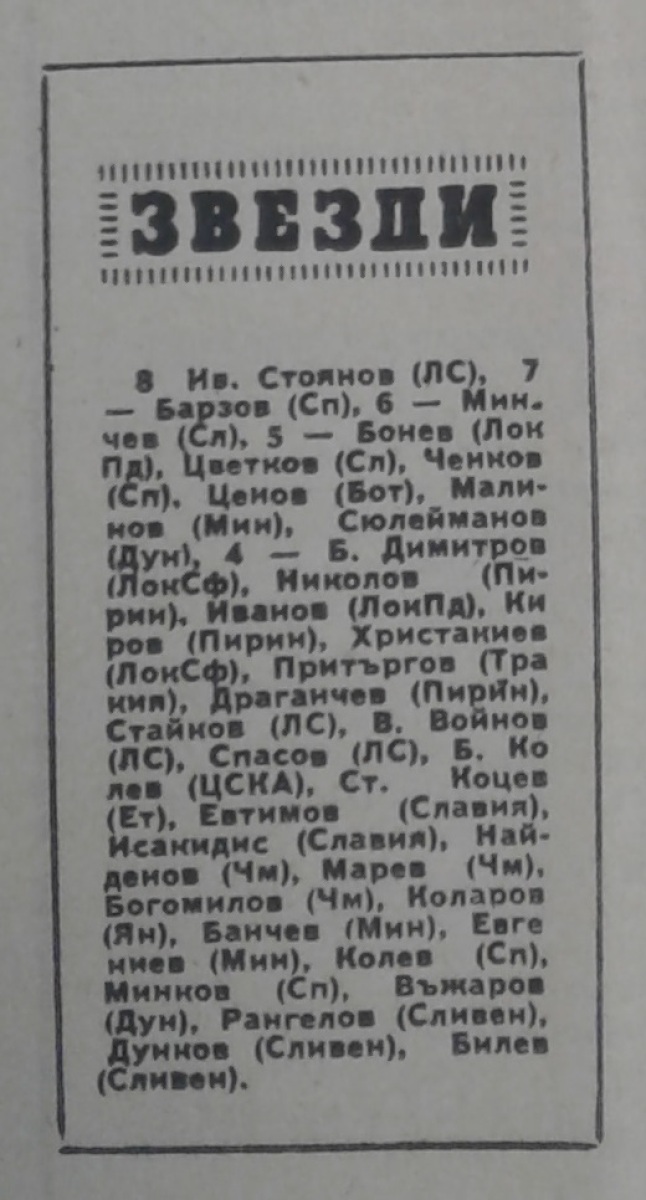 ЗВЕЗДИ
8 Ив. Стоянов (ЛС), 7
— Барзов (Сп), 6 — Мин-
чев (Сл), 5 — Бонев (Лок
Пд), Цветков (Сл), Ченков
(Сп), Ценов (Бот), Мали-
нов (Мин), Сюлейманов
(Дун), 4 — Б. Димитров
(ЛокСф), Николов (Пи-
рин), Иванов (ЛокПд), Ки
ров (Пирин), Христакиев
(ЛокСф), Притъргов (Тра
кия), Драганчев (Пирин),
Стайков (ЛС), В. Войнов
(ЛС), Спасов (ЛС), Б. Ко
лев (ЦСКА), Ст. Коцев
(Ет), Евтимов (Славия),
Исакидис (Славия), Най-
денов (Чм), Марев (Чм),
Богомилов (Чм), Коларов
(Ян), Банчев (Мин), Евге
ниев (Мин), Колев (Сп),
Минков (Сп), Въжаров
(Дун), Рангелов (Сливен),
Дунков (Сливен), Билев
(Сливен).